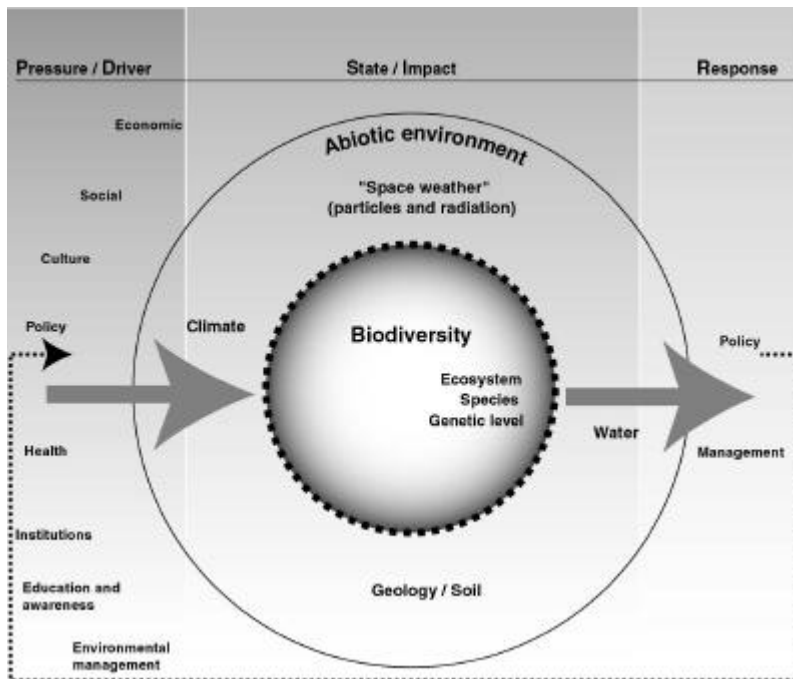 Pressure / Driver
State / Impact
Response
Economic
Abiotic environment
Social
"Space weather"
(particles and radiation)
Culture
Policy
Climate
Biodiversity
Policy
Ecosystem
Species
Genetic level
Water
Health
Management
Institutions
Education and
awareness
Geology / Soil
Environmental
management